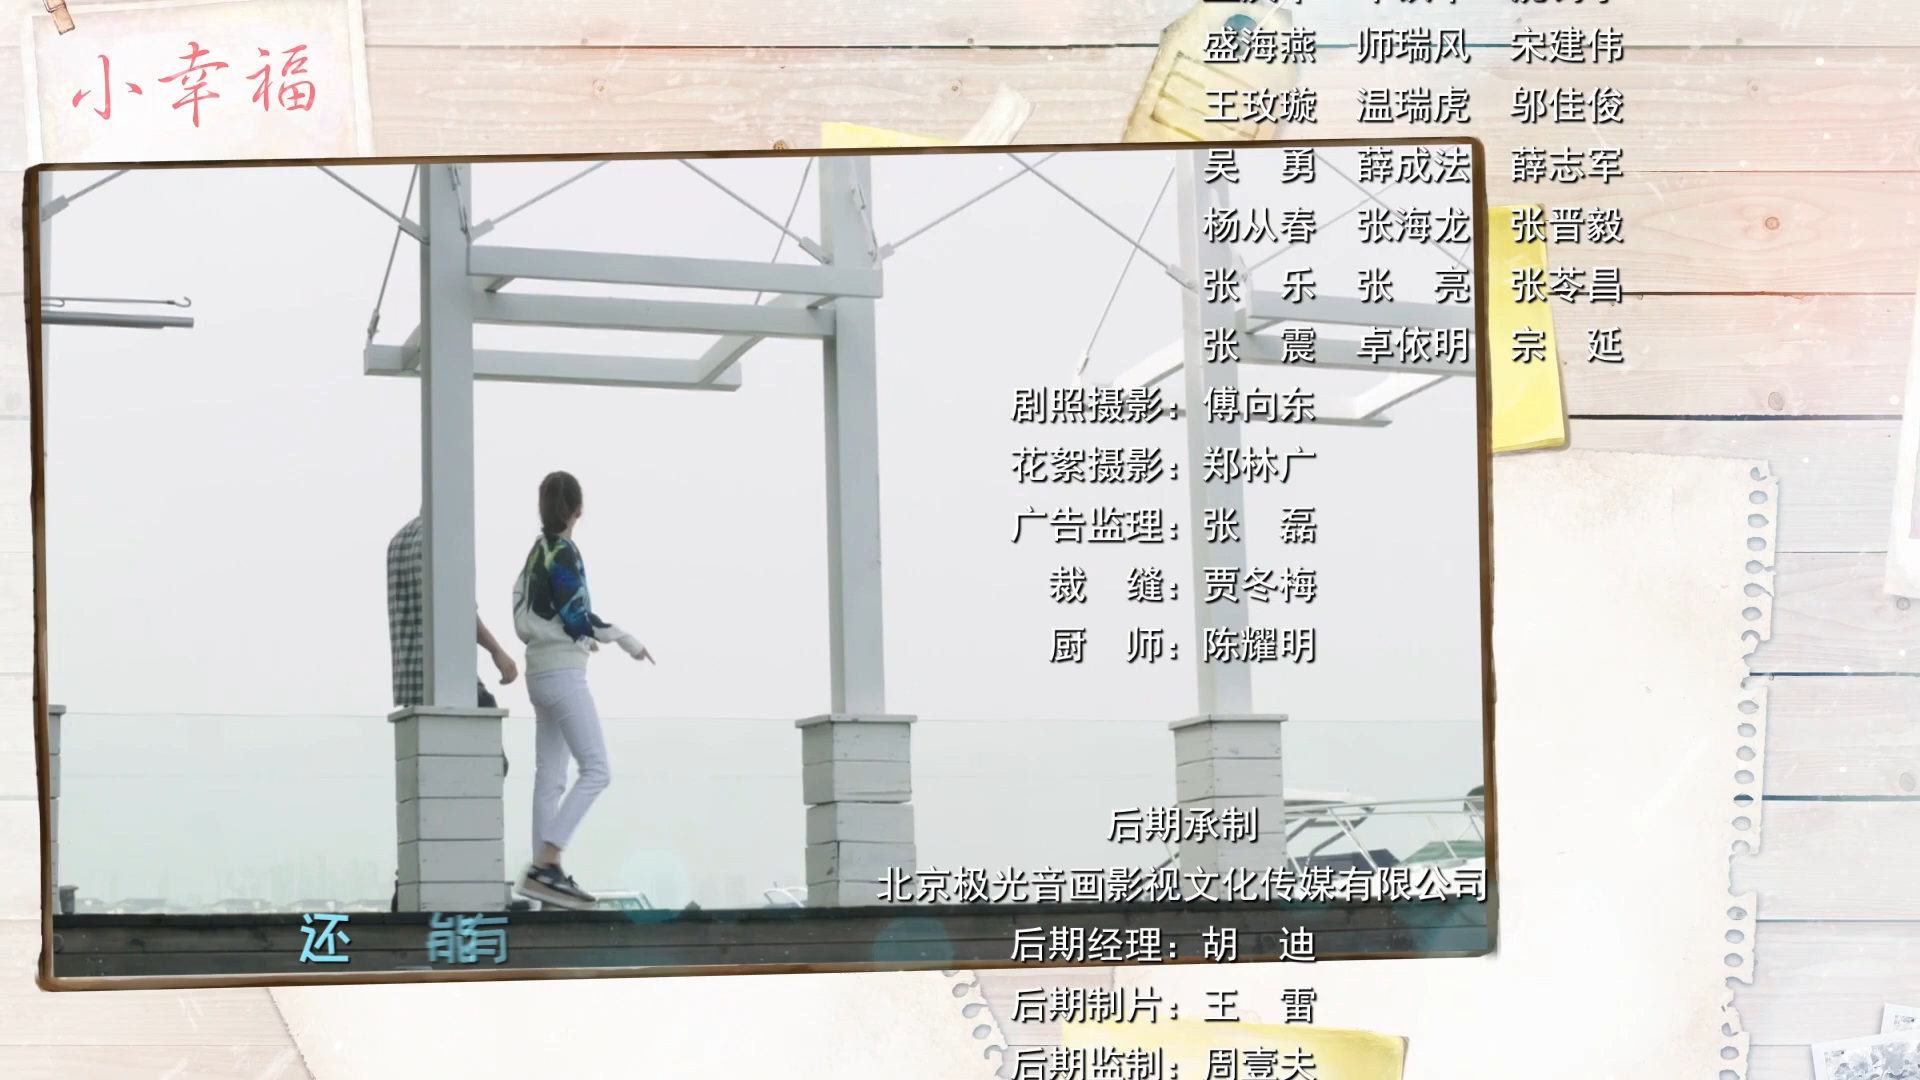 小幸福
盛海燕 师瑞风 宋建伟
王玫璇 温瑞虎 邬佳俊
吴 勇 薛成法 薛志军
杨从春 张海龙 张晋毅
张 乐 张 亮 张苓昌
张 震 卓依明 宗 延
剧照摄影：傅向东
花絮摄影：郑林广
广告监理：张 磊
裁 缝：贾冬梅
厨 师：陈耀明
后期承制
北京极光音画影视文化传媒有限公司
还 能有
后期经理：胡 迪
后期制片：王 雷
后期监制：周壹夫